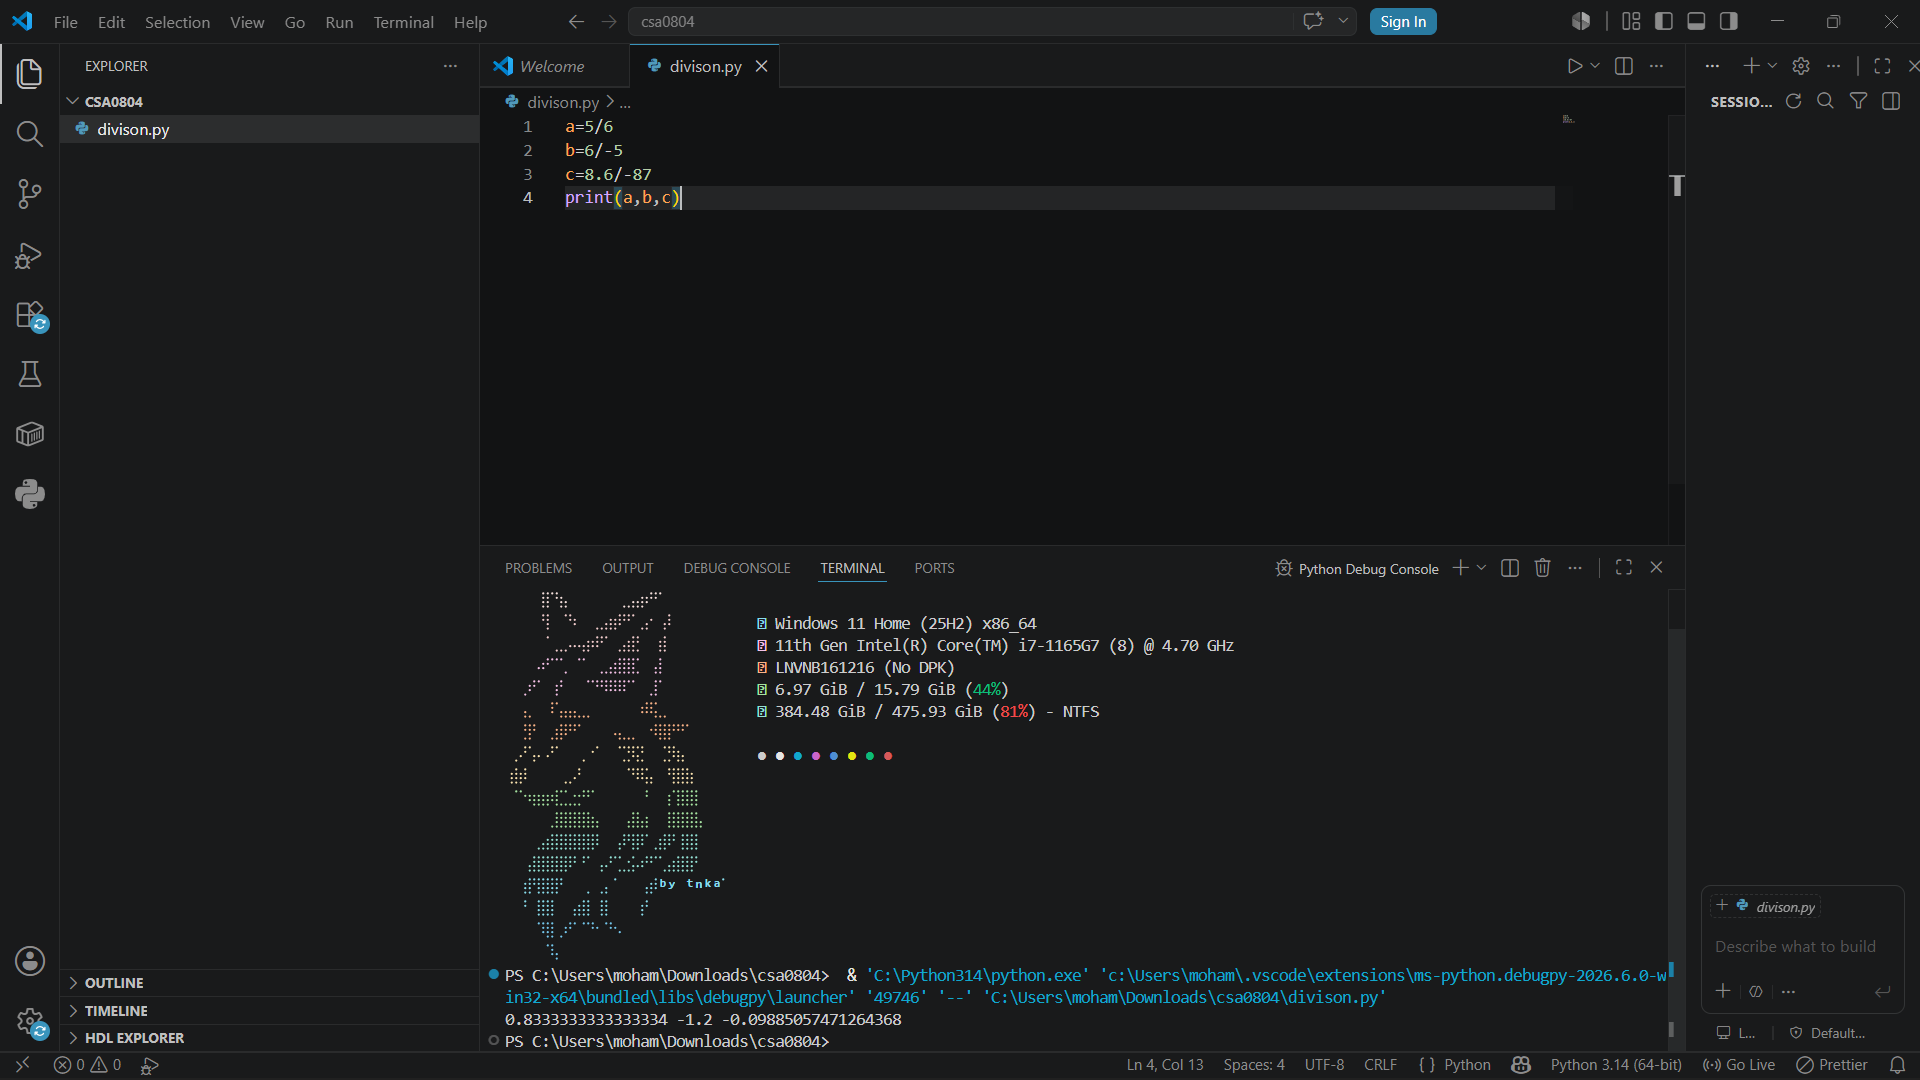 File Edit Selection View Go Run Terminal Help
csa0804
Sign In
EXPLORER
CSA0804
divison.py
OUTLINE
TIMELINE
HDL EXPLORER
Welcome
divison.py
divison.py > ...
1 a=5/6
2 b=6/-5
3 c=8.6/-87
4 print(a,b,c)
PROBLEMS OUTPUT DEBUG CONSOLE TERMINAL PORTS
Python Debug Console
Windows 11 Home (25H2) x86_64
11th Gen Intel(R) Core(TM) i7-1165G7 (8) @ 4.70 GHz
LNVNB161216 (No DPK)
6.97 GiB / 15.79 GiB (44%)
384.48 GiB / 475.93 GiB (81%) - NTFS
by tnka
PS C:\Users\moham\Downloads\csa0804> & 'C:\Python314\python.exe' 'c:\Users\moham\.vscode\extensions\ms-python.debugpy-2026.6.0-w
in32-x64\bundled\libs\debugpy\launcher' '49746' '--' 'C:\Users\moham\Downloads\csa0804\divison.py'
0.8333333333333334 -1.2 -0.09885057471264368
PS C:\Users\moham\Downloads\csa0804>
SESSIO...
divison.py
Describe what to build
L...
Default...
0 0
Ln 4, Col 13
Spaces: 4
UTF-8
CRLF
{ } Python
Python 3.14 (64-bit)
Go Live
Prettier